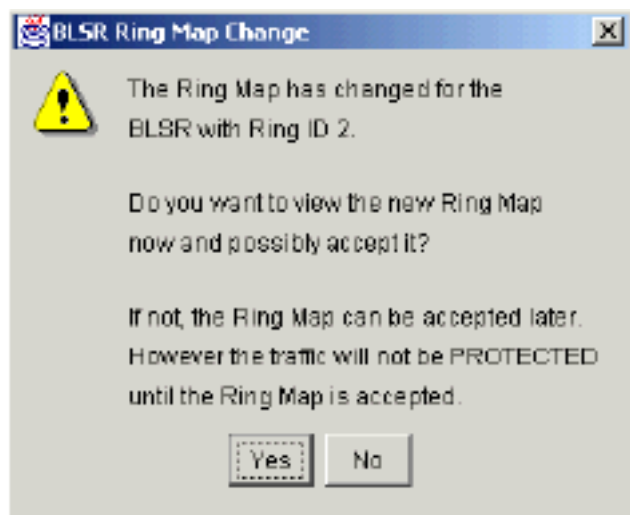 BLSR Ring Map Change
The Ring Map has changed for the
BLSR with Ring ID 2.
Do you want to view the new Ring Map
now and possibly accept it?
If not, the Ring Map can be accepted later.
However the traffic will not be PROTECTED
until the Ring Map is accepted.
Yes No